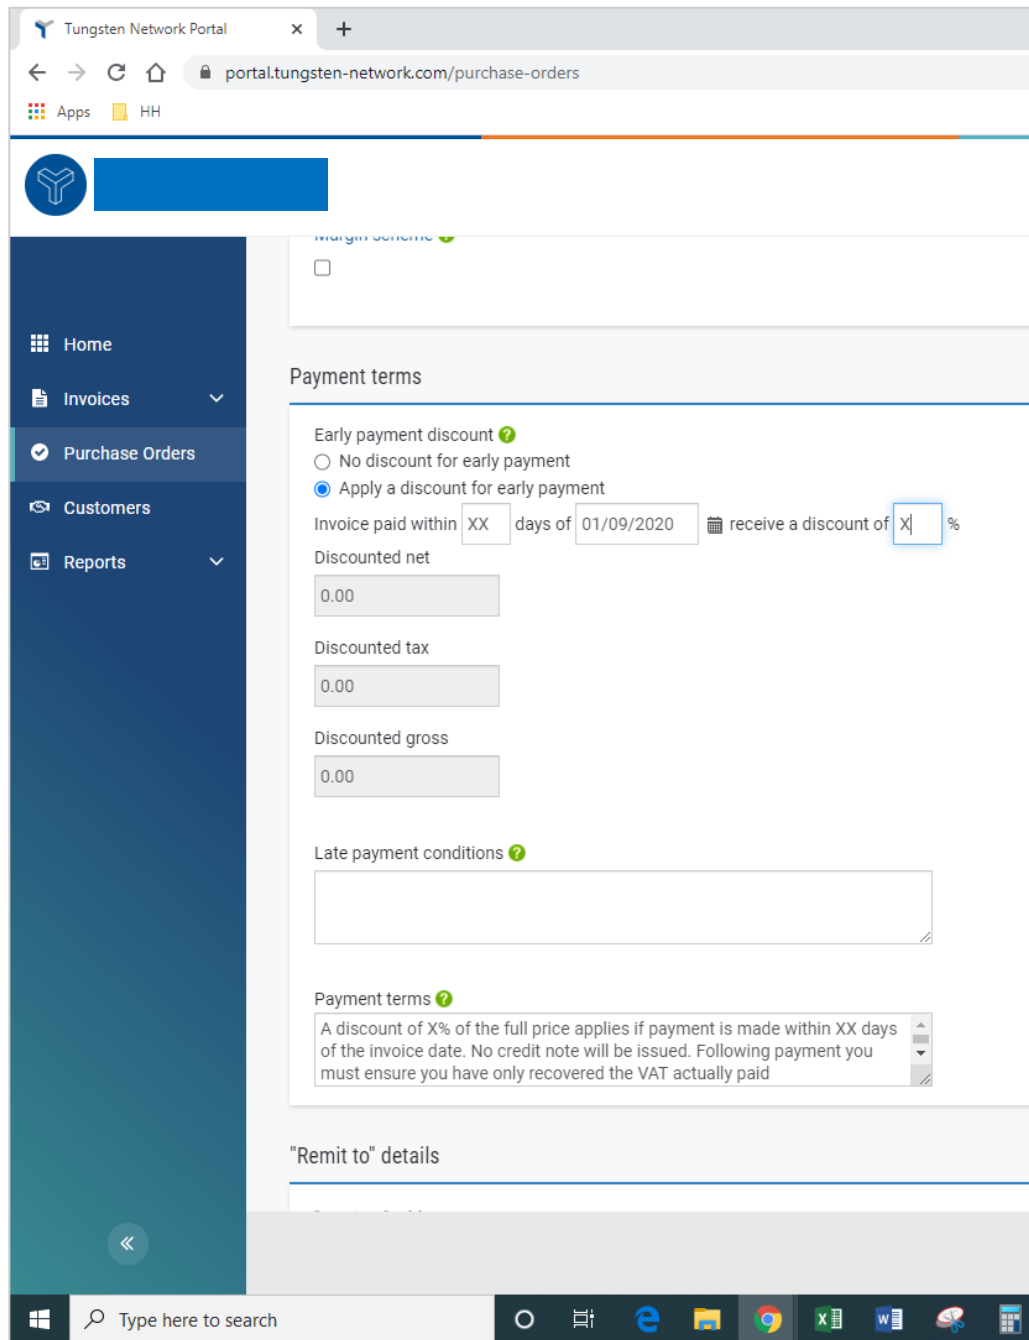 Tungsten Network Portal
portal.tungsten-network.com/purchase-orders
Apps HH
Margin scheme
Home
Invoices
Purchase Orders
Customers
Reports
Payment terms
Early payment discount
No discount for early payment
Apply a discount for early payment
Invoice paid within XX days of 01/09/2020 receive a discount of X %
Discounted net
0.00
Discounted tax
0.00
Discounted gross
0.00
Late payment conditions
Payment terms
A discount of X% of the full price applies if payment is made within XX days
of the invoice date. No credit note will be issued. Following payment you
must ensure you have only recovered the VAT actually paid
"Remit to" details
Type here to search